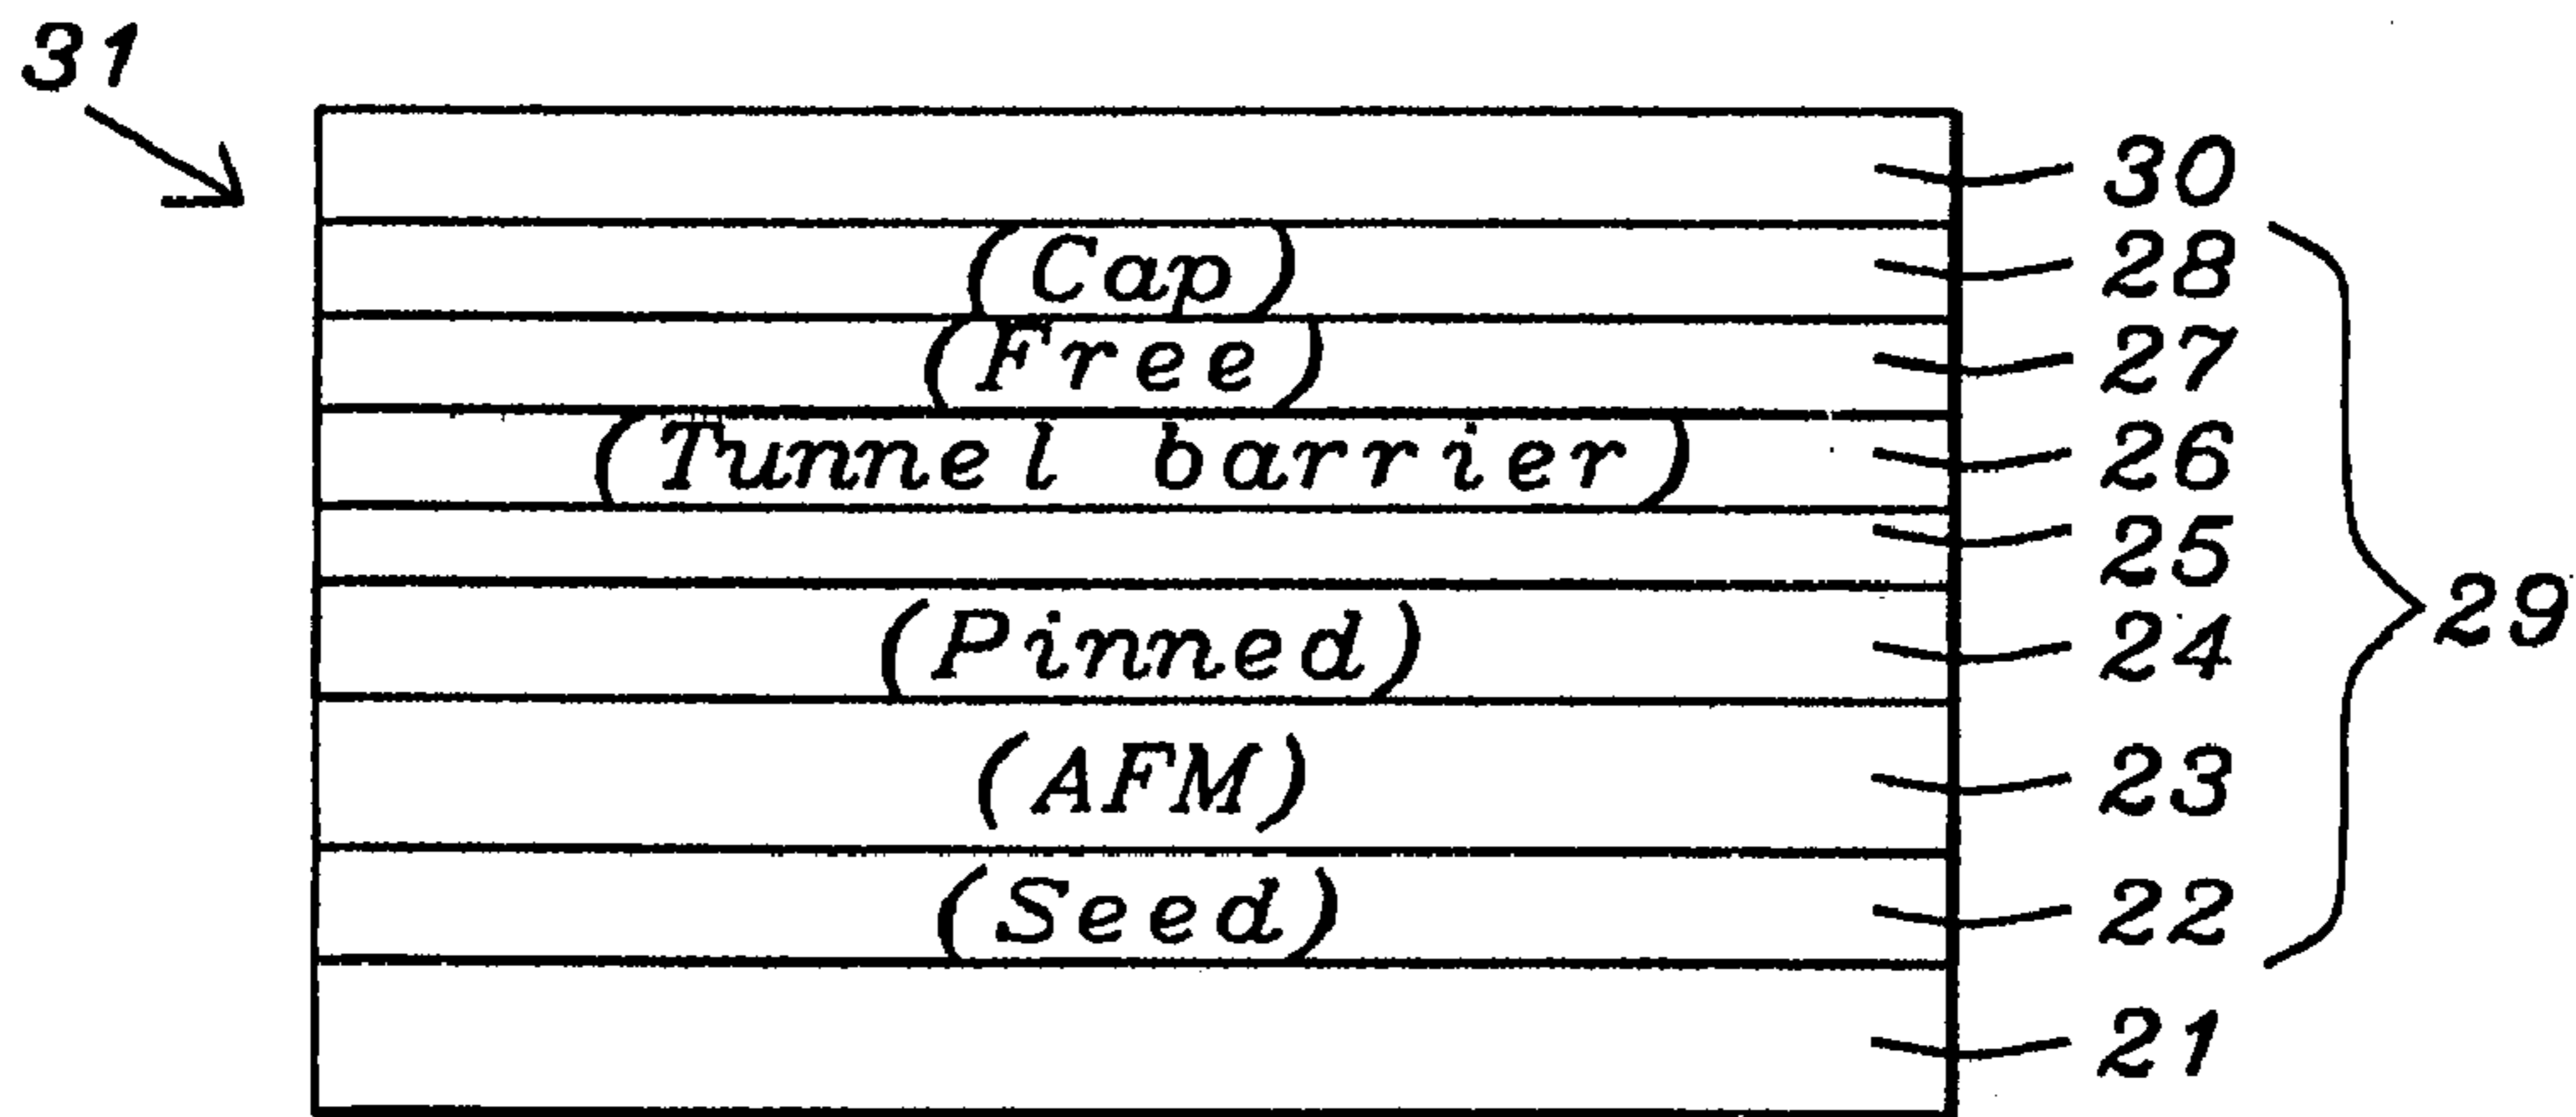 31
30
(Cap) 28
(Free) 27
(Tunnel barrier) 26
25
29
(Pinned) 24
(AFM) 23
(Seed) 22
21